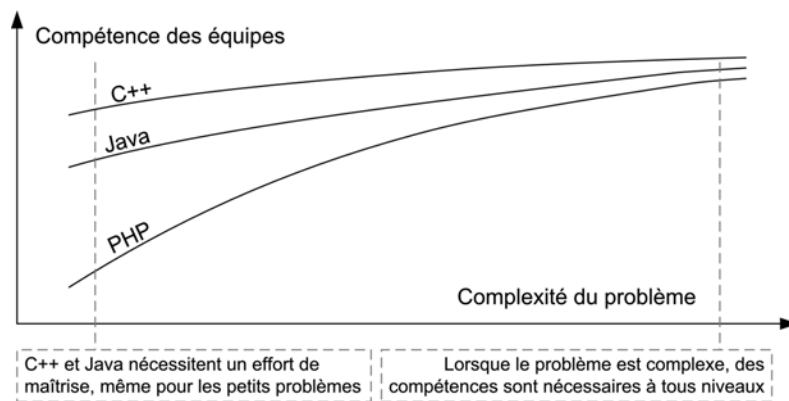 Compétence des équipes
C++
Java
PHP
Complexité du problème
C++ et Java nécessitent un effort de
maîtrise, même pour les petits problèmes
Lorsque le problème est complexe, des
compétences sont nécessaires à tous niveaux